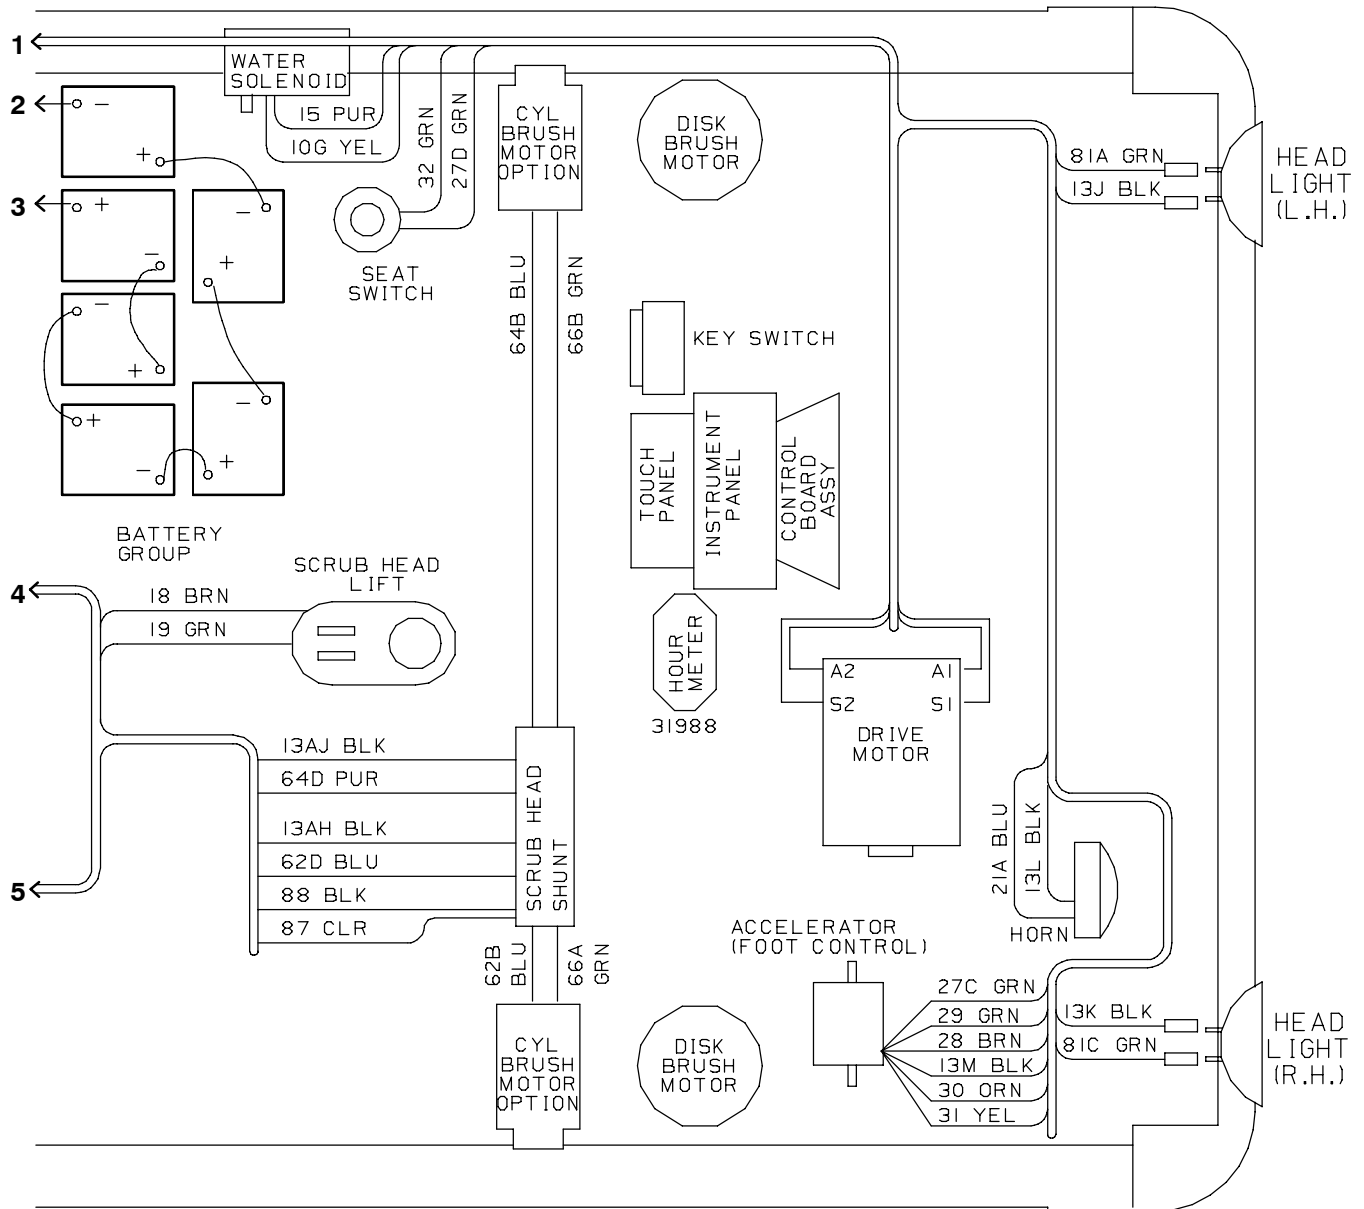 1
WATER
SOLENOID
2
-
+
15 PUR
10G YEL
32 GRN
27D GRN
CYL
BRUSH
MOTOR
OPTION
DISK
BRUSH
MOTOR
81A GRN
13J BLK
HEAD
LIGHT
(L.H.)
3
+
-
-
+
SEAT
SWITCH
64B BLU
66B GRN
-
+
KEY SWITCH
+
-
-
+
BATTERY
GROUP
TOUCH
PANEL
INSTRUMENT
PANEL
CONTROL
BOARD
ASSY
4
18 BRN
19 GRN
SCRUB HEAD
LIFT
HOUR
METER
31988
A2
A1
S2
S1
DRIVE
MOTOR
13AJ BLK
64D PUR
13AH BLK
62D BLU
88 BLK
87 CLR
SCRUB HEAD
SHUNT
5
21A BLU
13L BLK
HORN
62B
BLU
66A
GRN
ACCELERATOR
(FOOT CONTROL)
27C GRN
29 GRN
28 BRN
13M BLK
30 ORN
31 YEL
13K BLK
81C GRN
HEAD
LIGHT
(R.H.)
CYL
BRUSH
MOTOR
OPTION
DISK
BRUSH
MOTOR